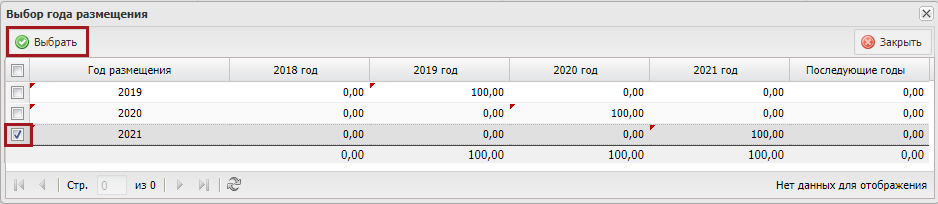 Выбор года размещения
Выбрать Закрыть
Год размещения 2018 год 2019 год 2020 год 2021 год Последующие годы
2019 0,00 100,00 0,00 0,00 0,00
2020 0,00 0,00 100,00 0,00 0,00
2021 0,00 0,00 0,00 100,00 0,00
0,00 100,00 100,00 100,00 0,00
Стр. 0 из 0 Нет данных для отображения